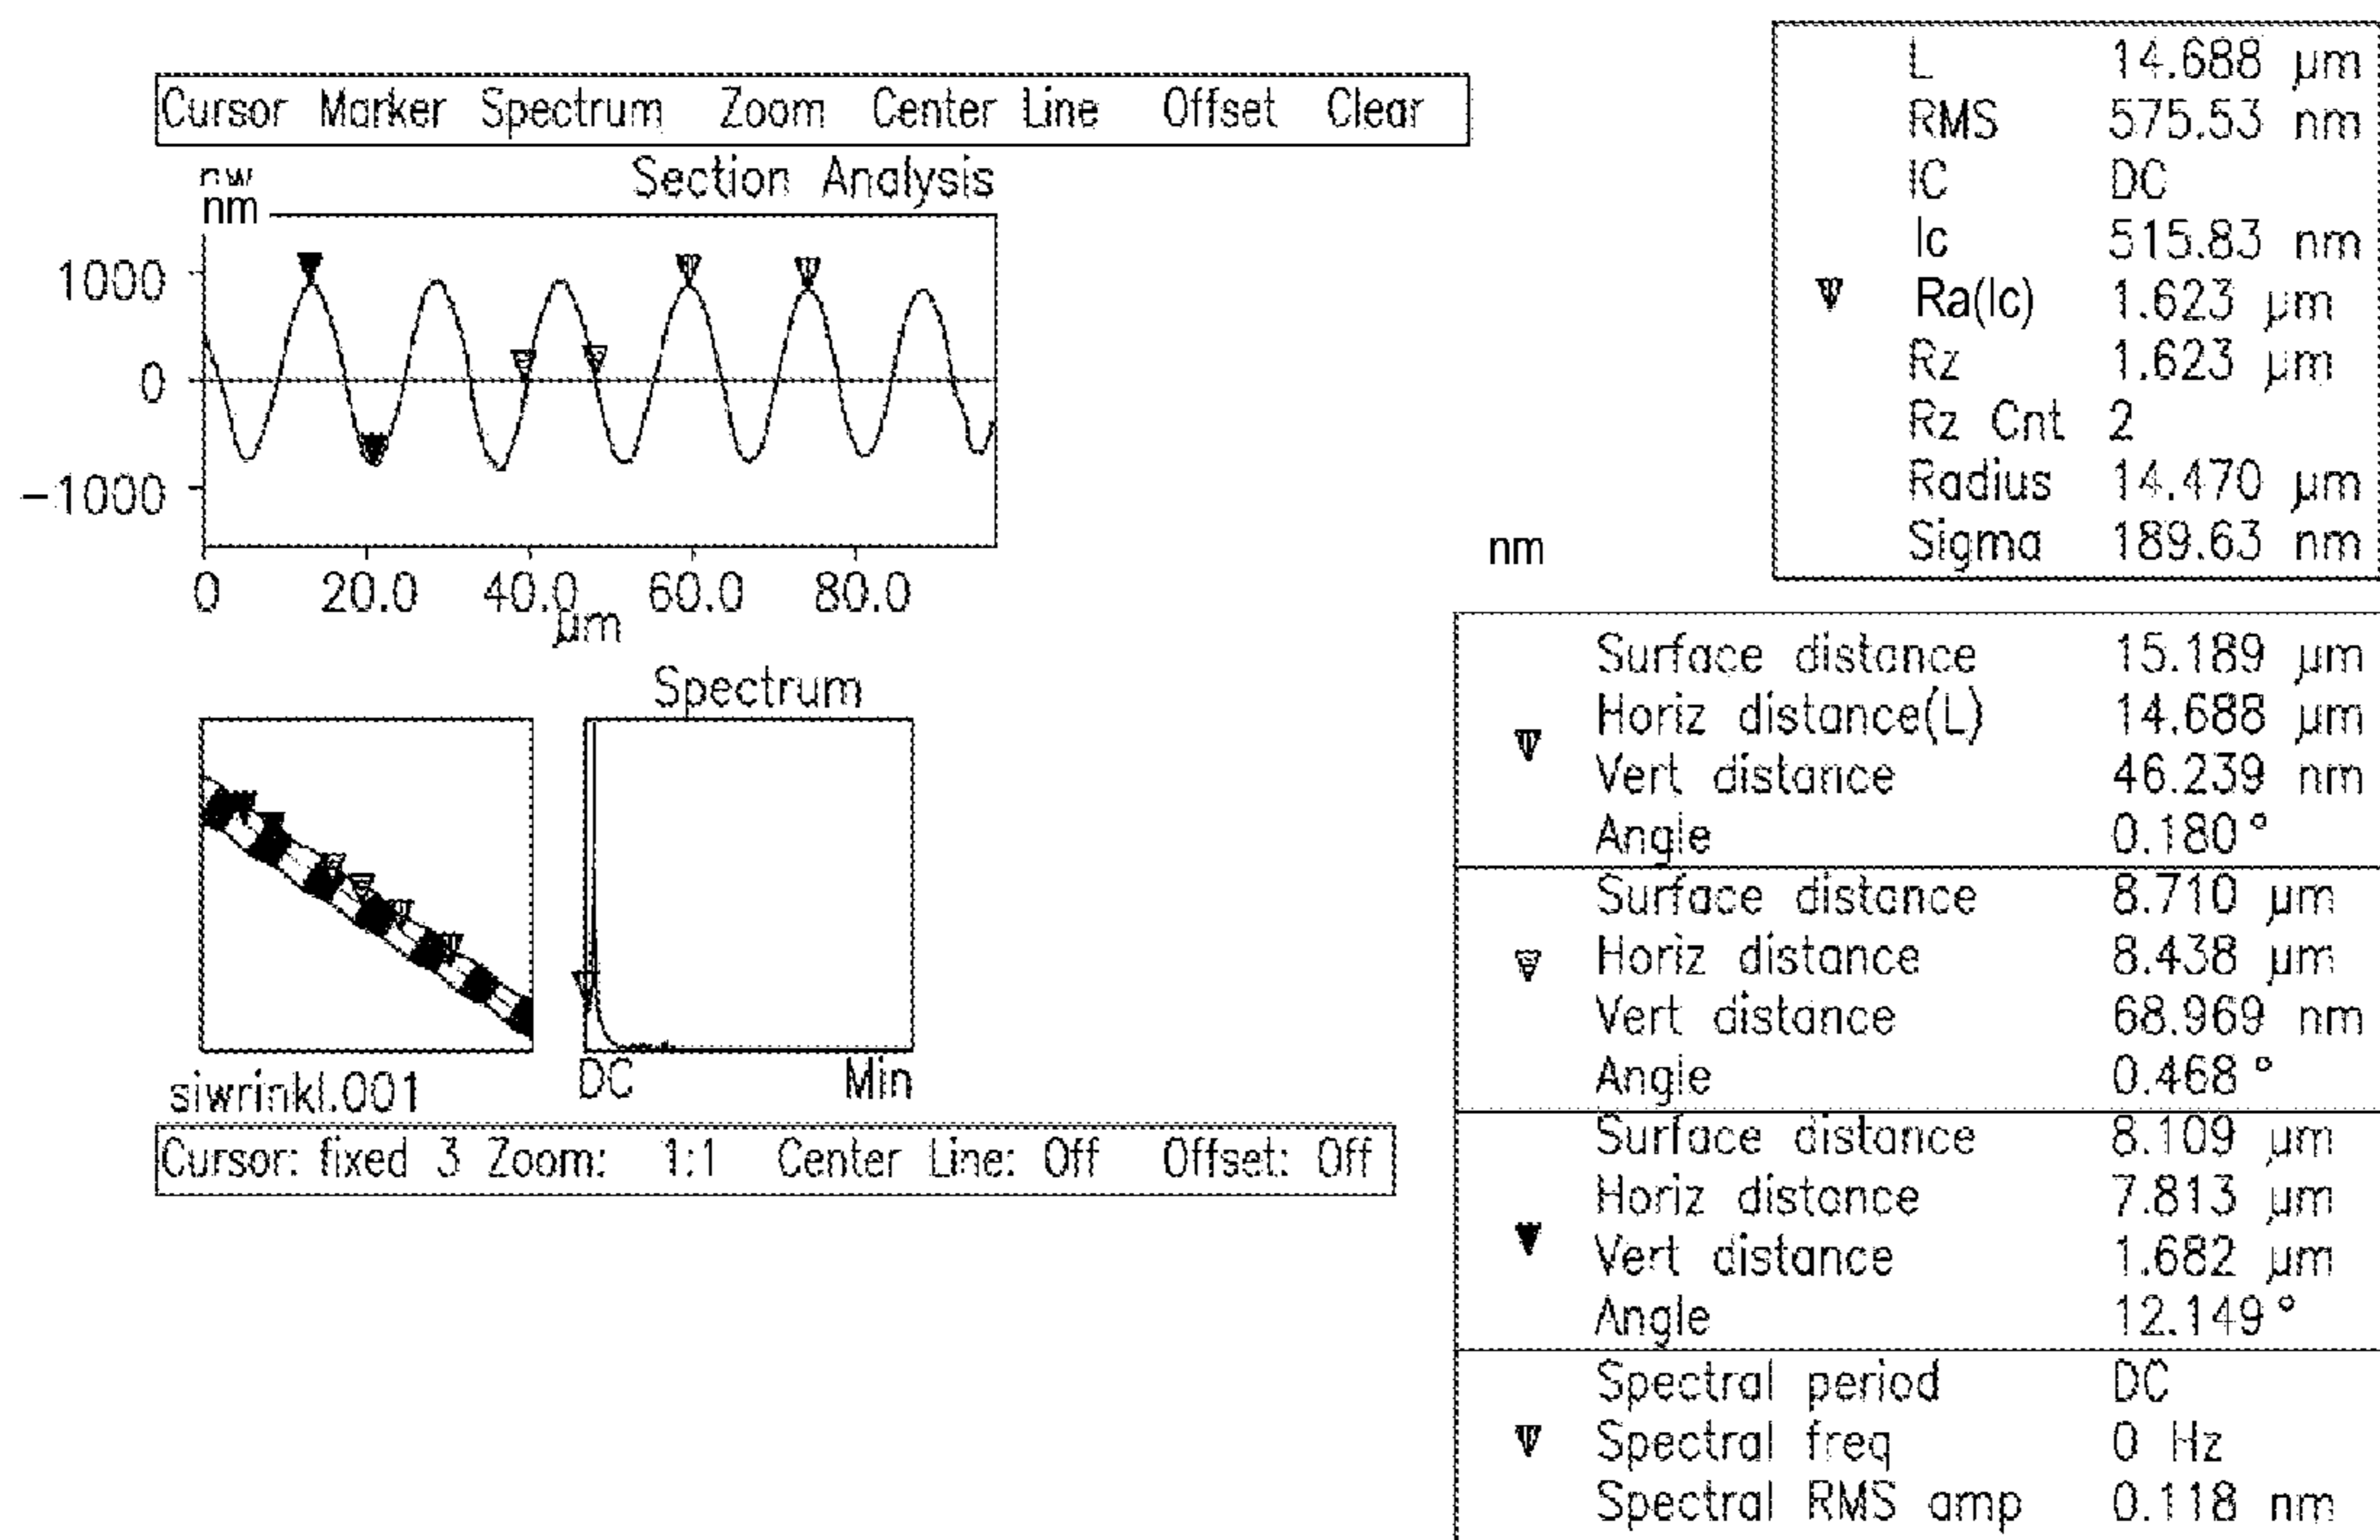 Cursor Marker Spectrum Zoom Center Line Offset Clear
nm
Section Analysis
1000
0
-1000
0 20.0 40.0 60.0 80.0
µm
Spectrum
DC Min
siwrinkl.001
Cursor: fixed 3 Zoom: 1:1 Center Line: Off Offset: Off
nm
L 14.688 µm
RMS 575.53 nm
lC DC
lc 515.83 nm
Ra(lc) 1.623 µm
Rz 1.623 µm
Rz Cnt 2
Radius 14.470 µm
Sigma 189.63 nm
Surface distance 15.189 µm
Horiz distance(L) 14.688 µm
Vert distance 46.239 nm
Angle 0.180°
Surface distance 8.710 µm
Horiz distance 8.438 µm
Vert distance 68.969 nm
Angle 0.468°
Surface distance 8.109 µm
Horiz distance 7.813 µm
Vert distance 1.682 µm
Angle 12.149°
Spectral period DC
Spectral freq 0 Hz
Spectral RMS amp 0.118 nm